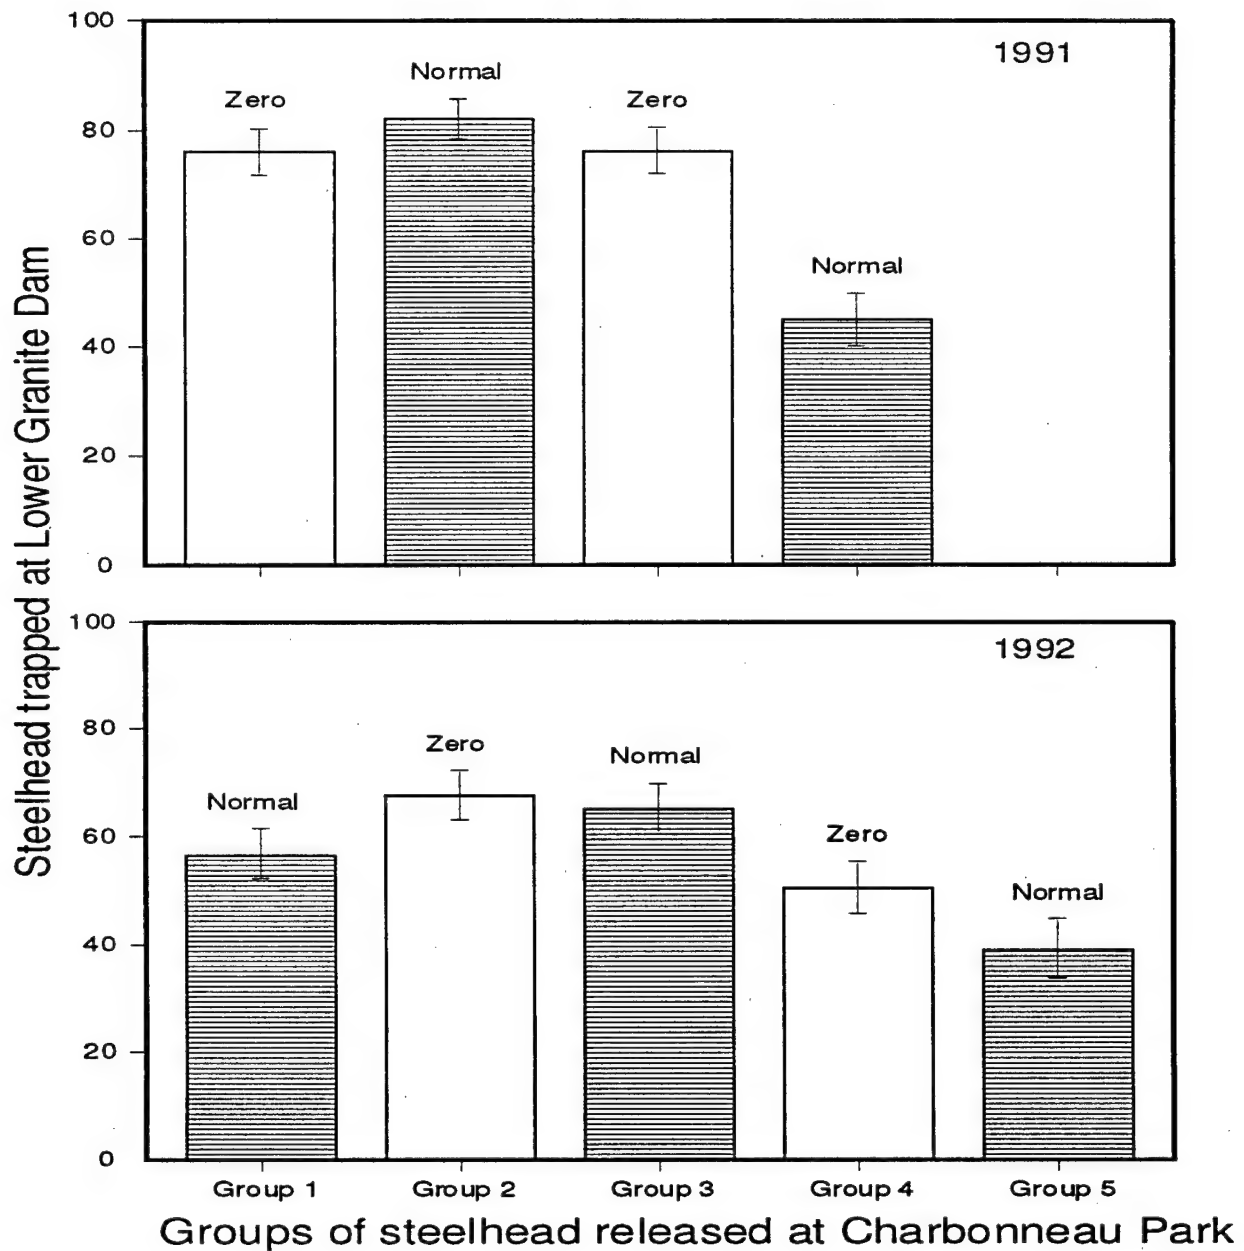 Steelhead trapped at Lower Granite Dam
100
80
60
40
20
0
1991
Zero
Normal
Zero
Normal
100
80
60
40
20
0
1992
Normal
Zero
Normal
Zero
Normal
Group 1
Group 2
Group 3
Group 4
Group 5
Groups of steelhead released at Charbonneau Park